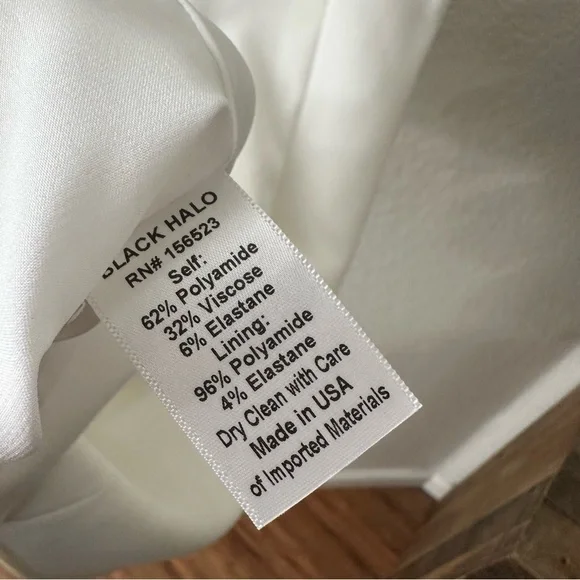 BLACK HALO
RN# 156523
Self:
62% Polyamide
32% Viscose
6% Elastane
Lining:
96% Polyamide
4% Elastane
Dry Clean with Care
Made in USA
of Imported Materials